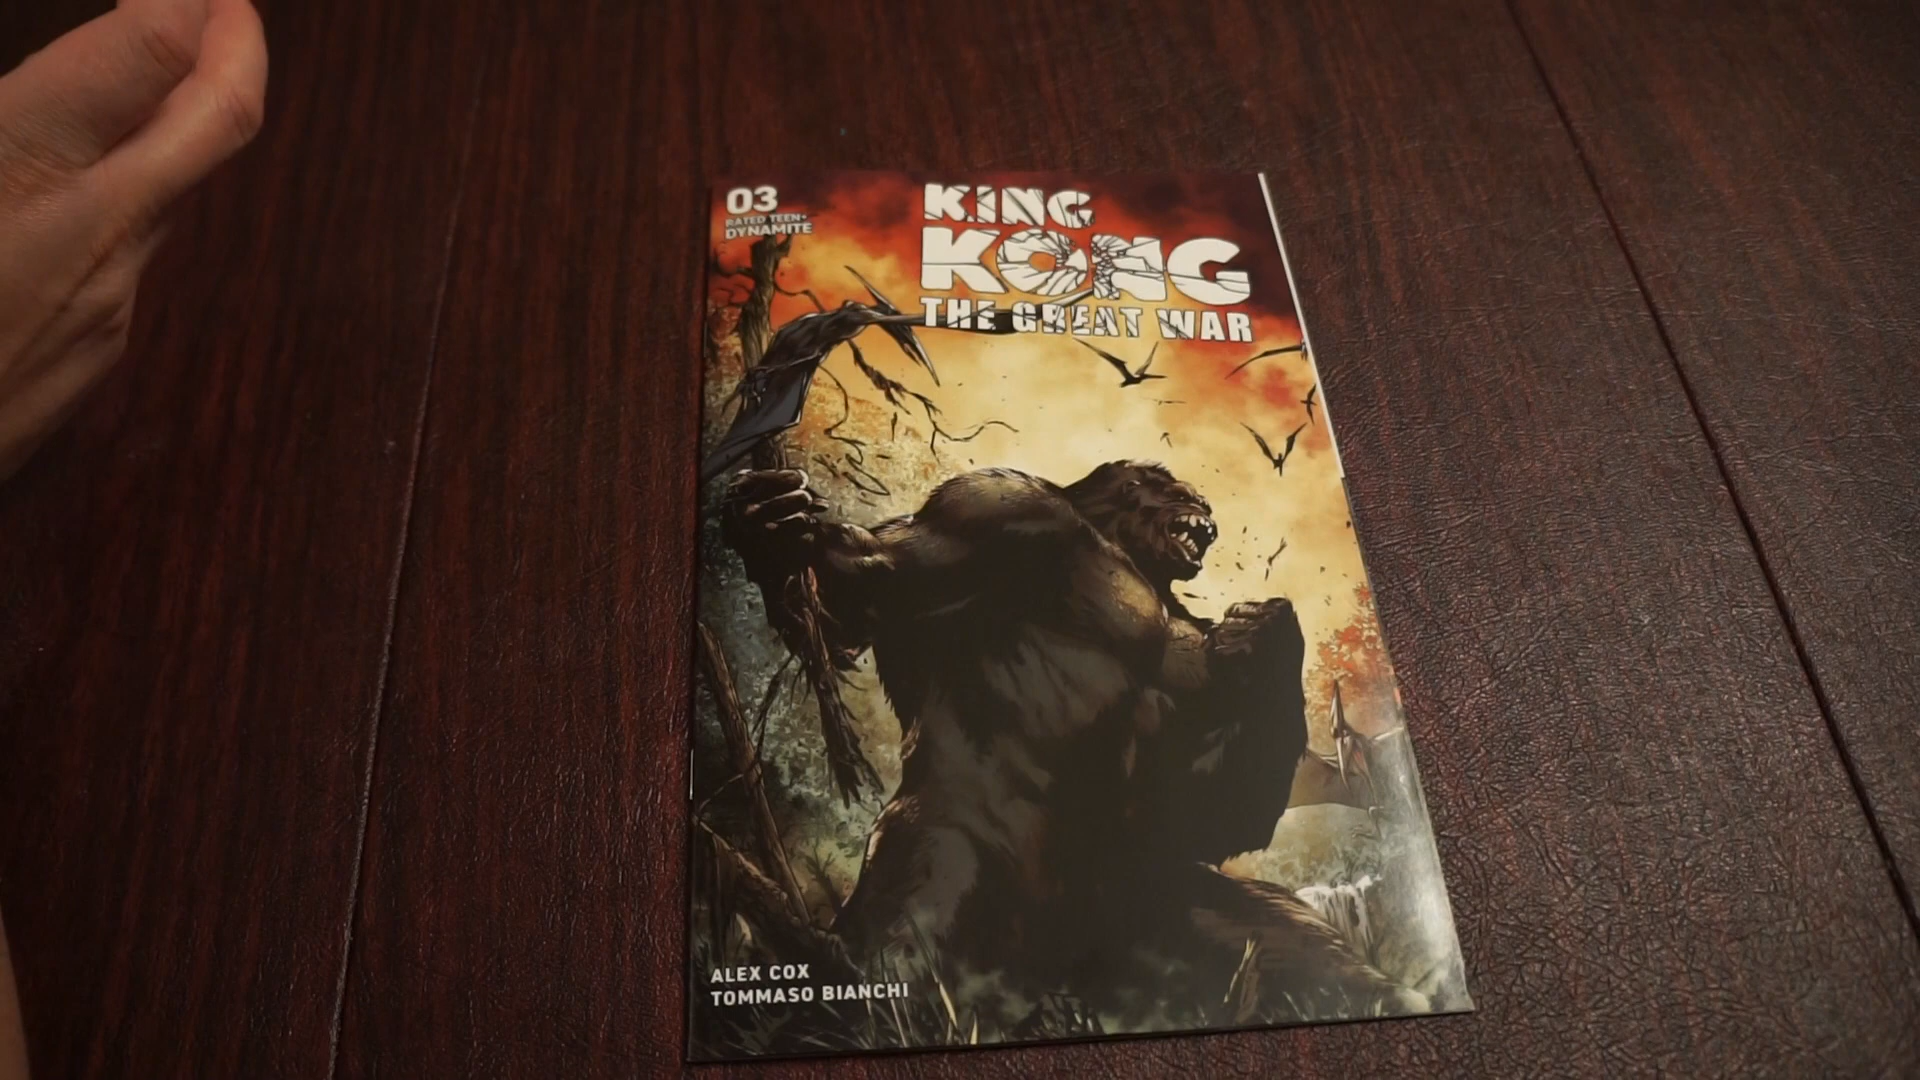 03
RATED TEEN+
DYNAMITE
KING
KONG
THE GREAT WAR
ALEX COX
TOMMASO BIANCHI